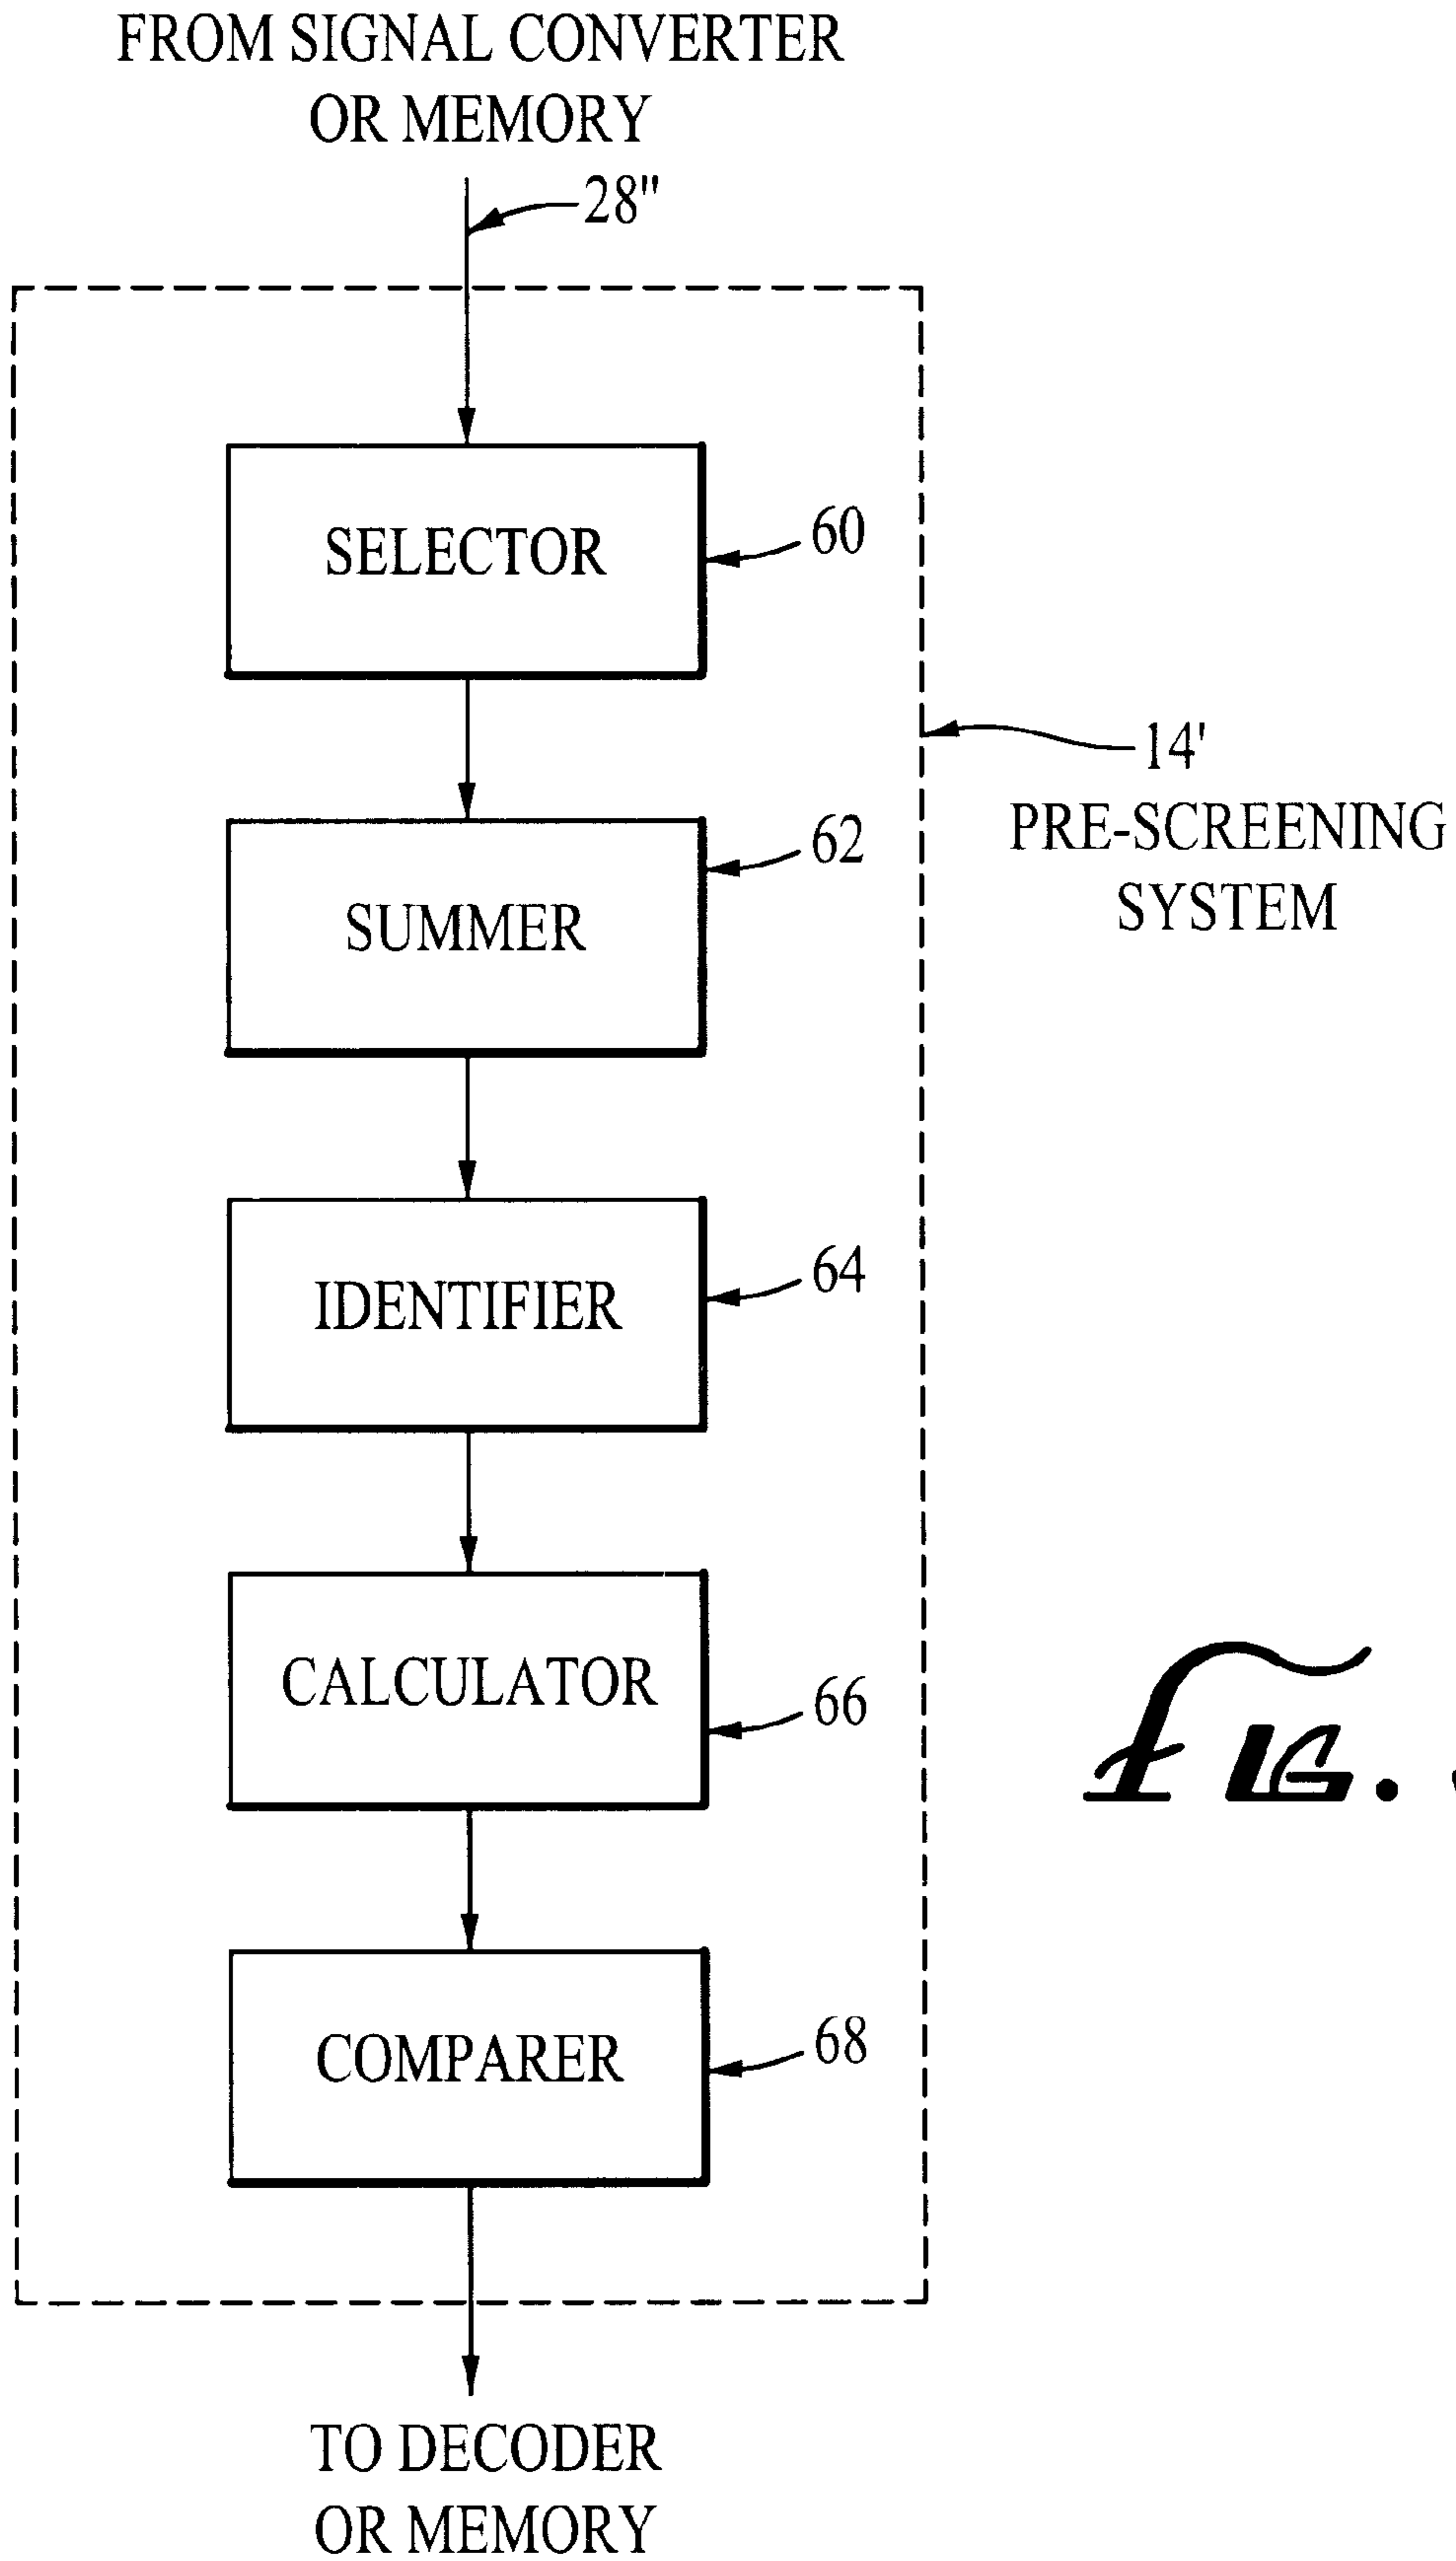 FROM SIGNAL CONVERTER
OR MEMORY
28"
SELECTOR
60
14'
PRE-SCREENING
SYSTEM
SUMMER
62
IDENTIFIER
64
CALCULATOR
66
FIG.
COMPARER
68
TO DECODER
OR MEMORY